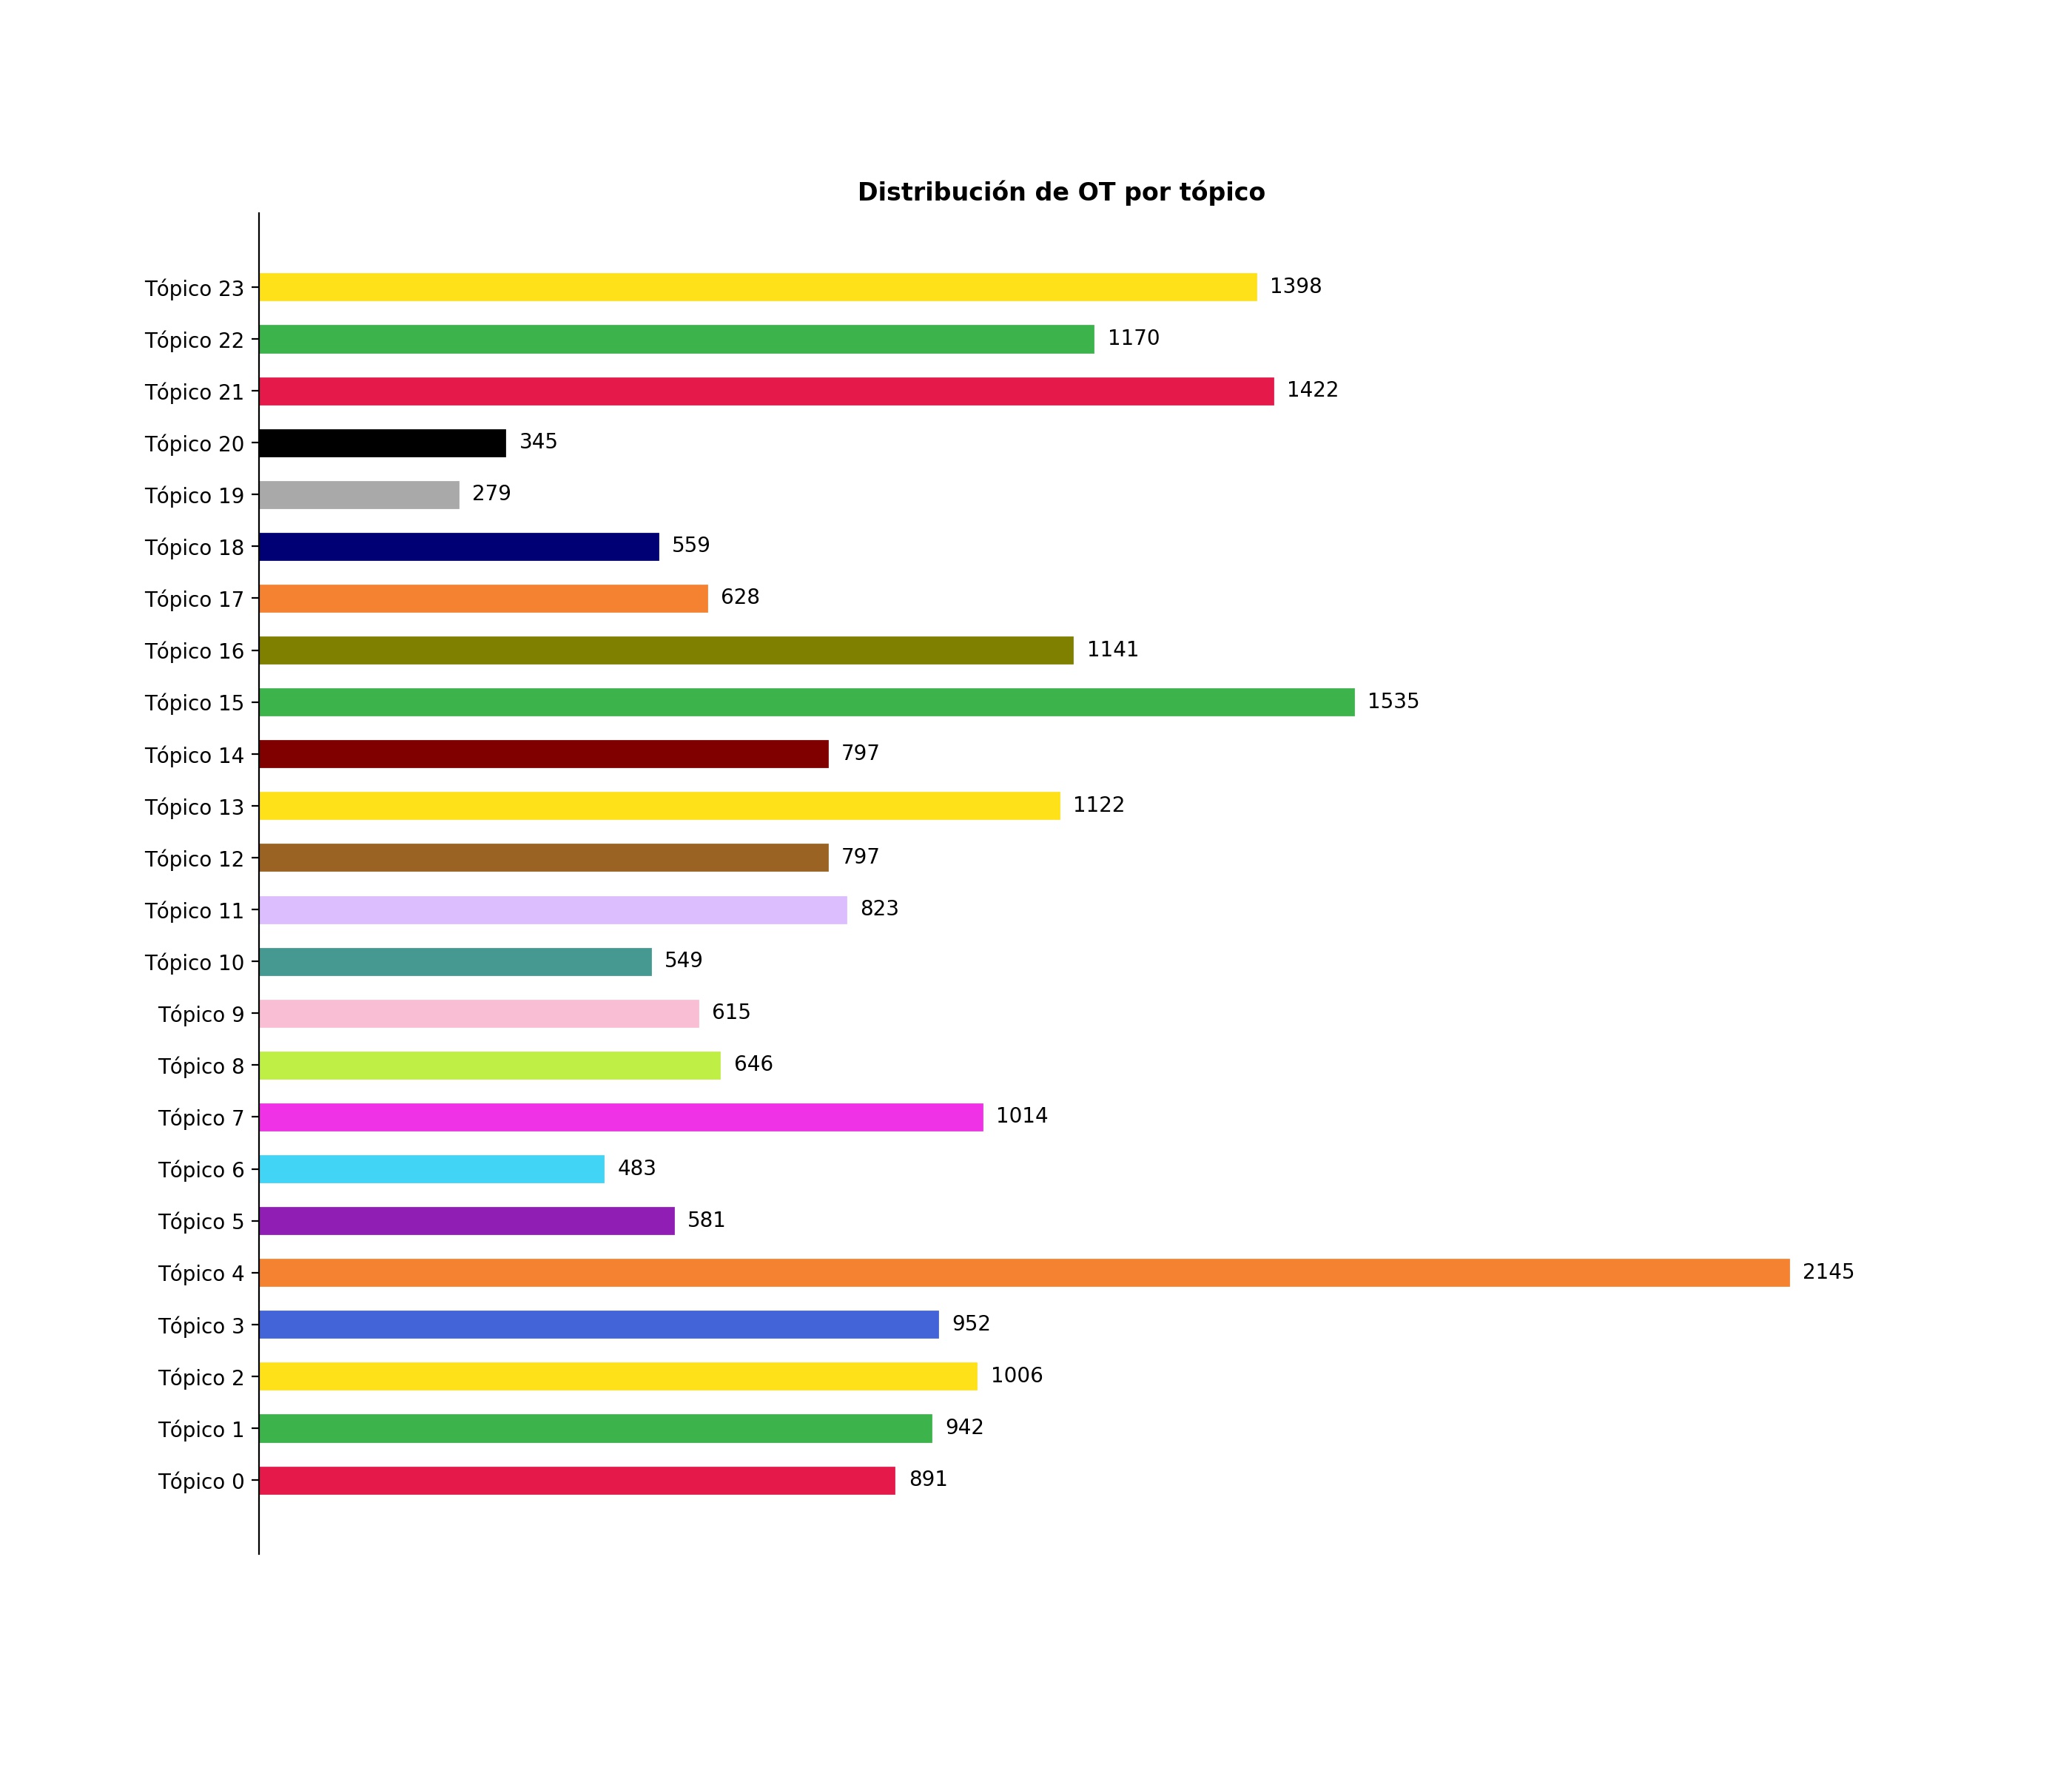 Distribución de OT por tópico
Tópico 23 1398
Tópico 22 1170
Tópico 21 1422
Tópico 20 345
Tópico 19 279
Tópico 18 559
Tópico 17 628
Tópico 16 1141
Tópico 15 1535
Tópico 14 797
Tópico 13 1122
Tópico 12 797
Tópico 11 823
Tópico 10 549
Tópico 9 615
Tópico 8 646
Tópico 7 1014
Tópico 6 483
Tópico 5 581
Tópico 4 2145
Tópico 3 952
Tópico 2 1006
Tópico 1 942
Tópico 0 891